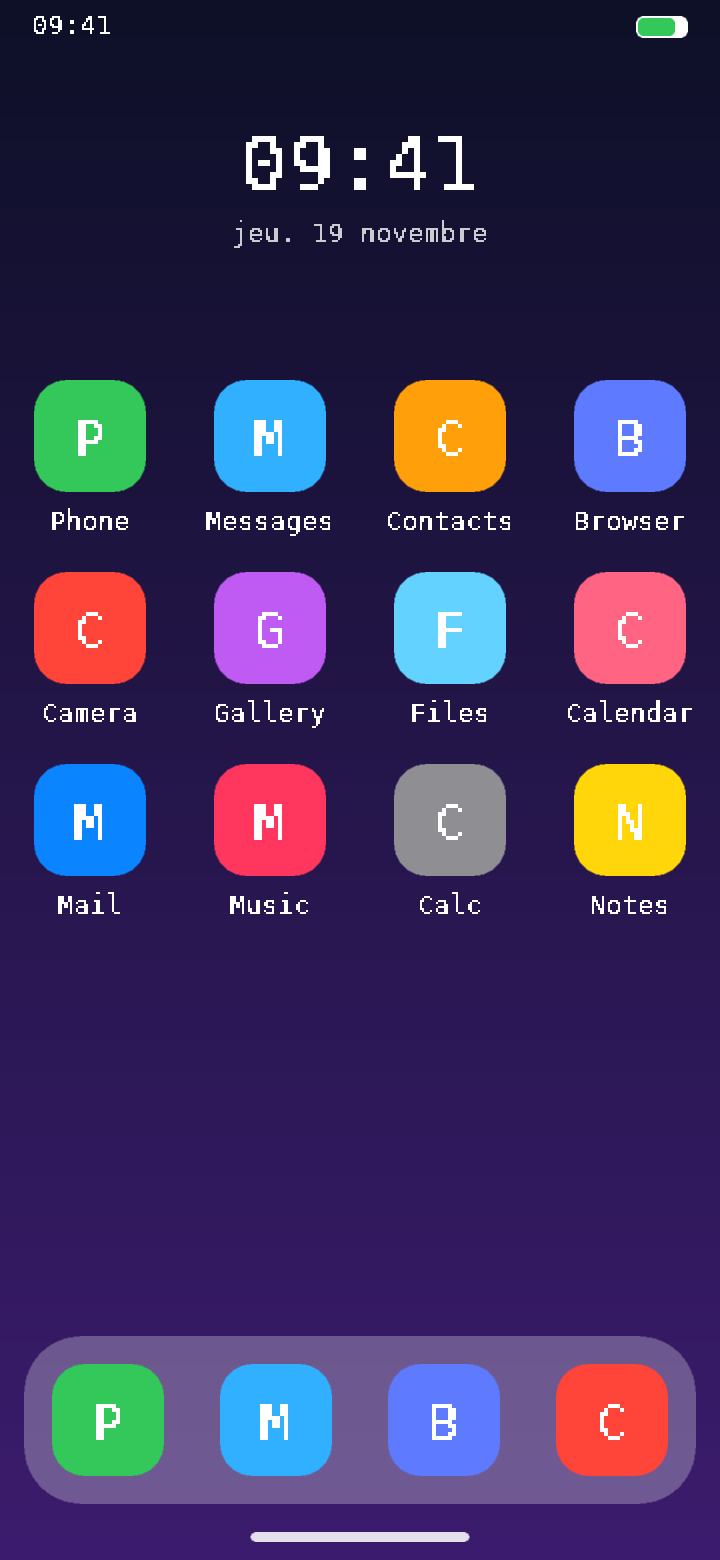 09:41
09:41
jeu. 19 novembre
P M C B
Phone Messages Contacts Browser
C G F C
Camera Gallery Files Calendar
M M C N
Mail Music Calc Notes
P M B C